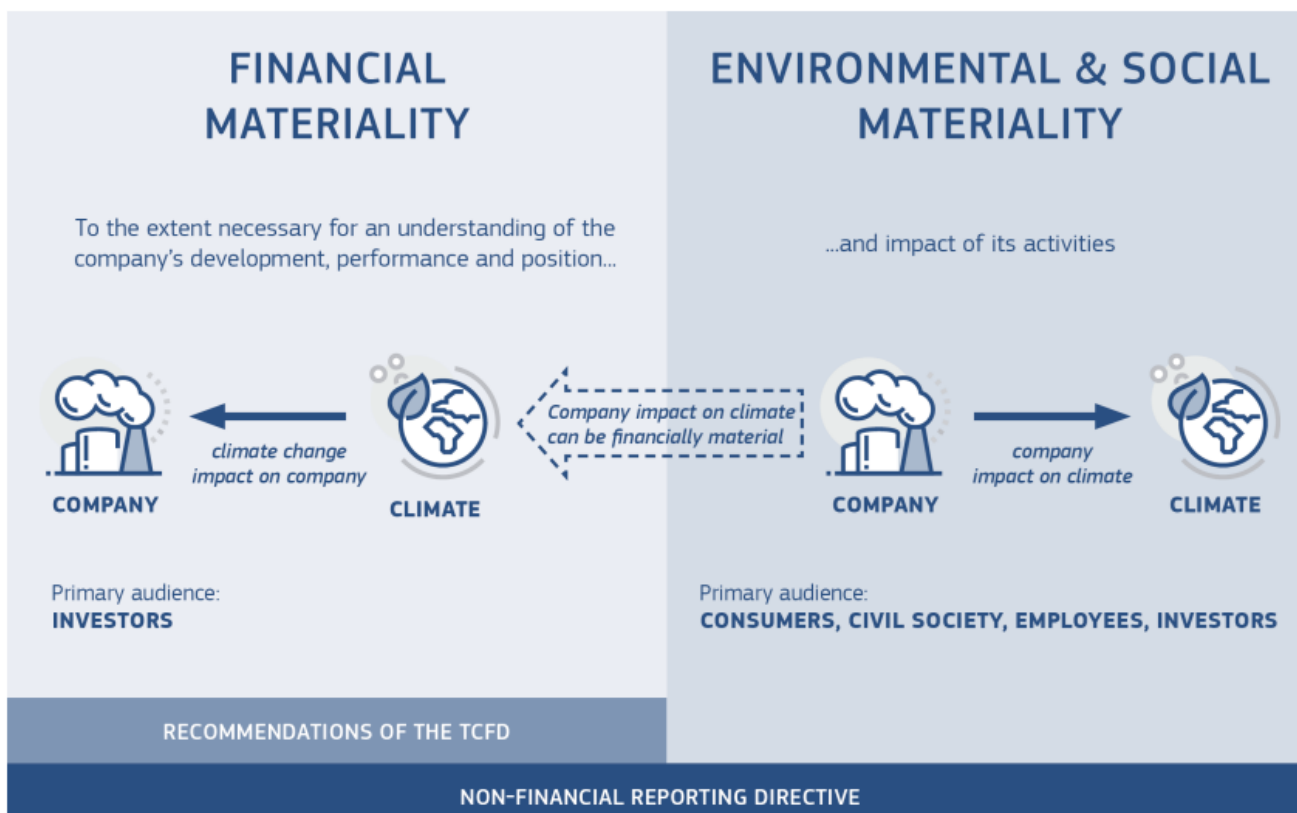 FINANCIAL
MATERIALITY
To the extent necessary for an understanding of the
company's development, performance and position...
climate change
impact on company
COMPANY
CLIMATE
Primary audience:
INVESTORS
RECOMMENDATIONS OF THE TCFD
Company impact on climate
can be financially material
ENVIRONMENTAL & SOCIAL
MATERIALITY
...and impact of its activities
company
impact on climate
COMPANY
CLIMATE
Primary audience:
CONSUMERS, CIVIL SOCIETY, EMPLOYEES, INVESTORS
NON-FINANCIAL REPORTING DIRECTIVE